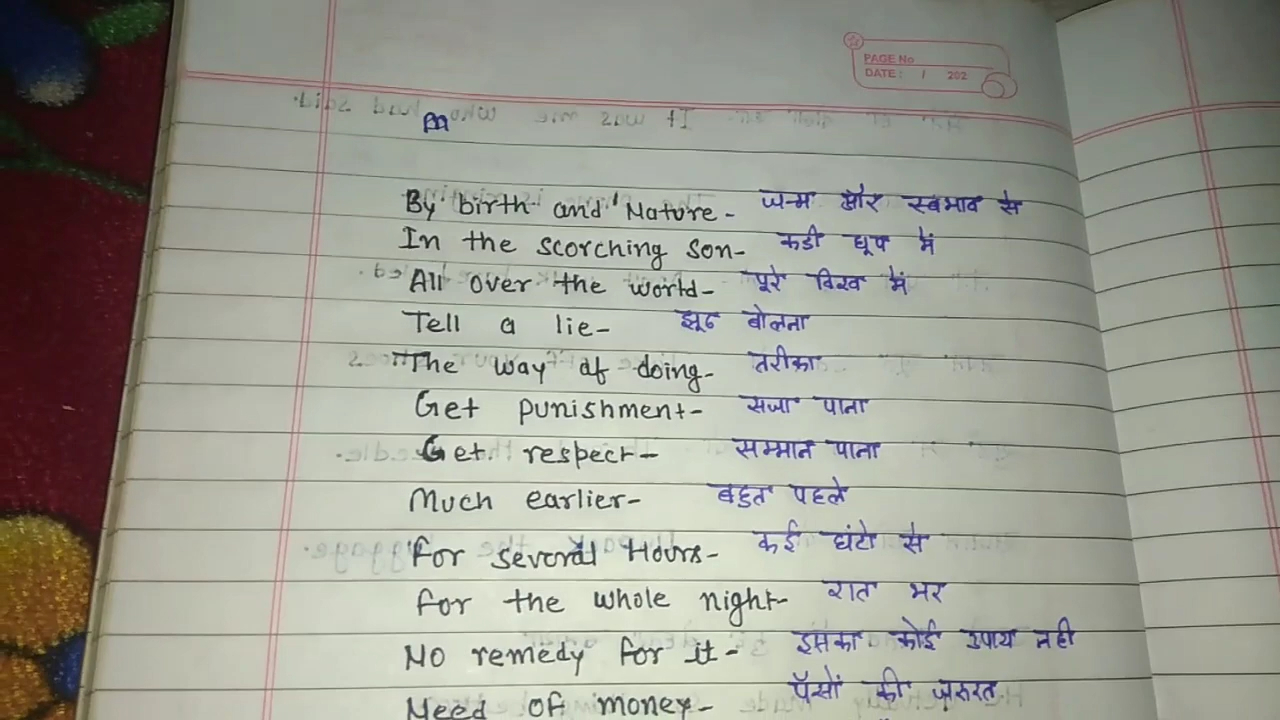 PAGE No
DATE: / 202
By birth and Nature - जन्म और स्वभाव से
In the scorching son- कडी धूप में
All over the world- पूरे विश्व में
Tell a lie- झूठ बोलना
The way of doing- तरीका
Get punishment- सजा पाना
Get respect- सम्मान पाना
Much earlier- बहुत पहले
For several Hours- कई घंटो से
For the whole night- रात भर
No remedy for it- इसका कोई उपाय नही
Need of money- पैसों की जरुरत